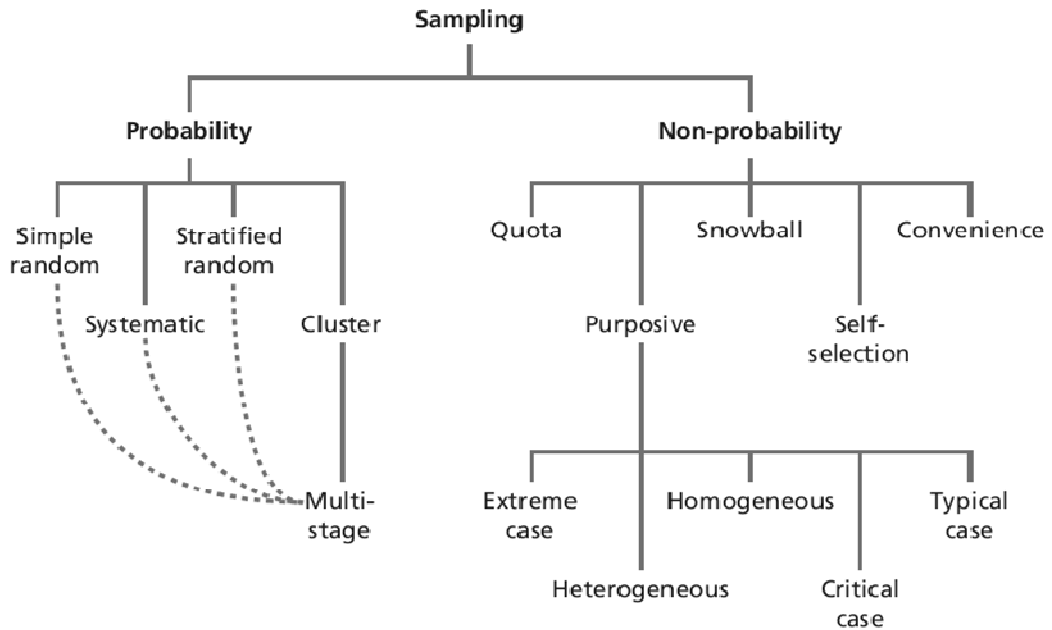 Sampling
Probability
Non-probability
Simple
random
Stratified
random
Quota
Snowball
Convenience
Systematic
Cluster
Purposive
Self-
selection
Multi-
stage
Extreme
case
Homogeneous
Typical
case
Heterogeneous
Critical
case